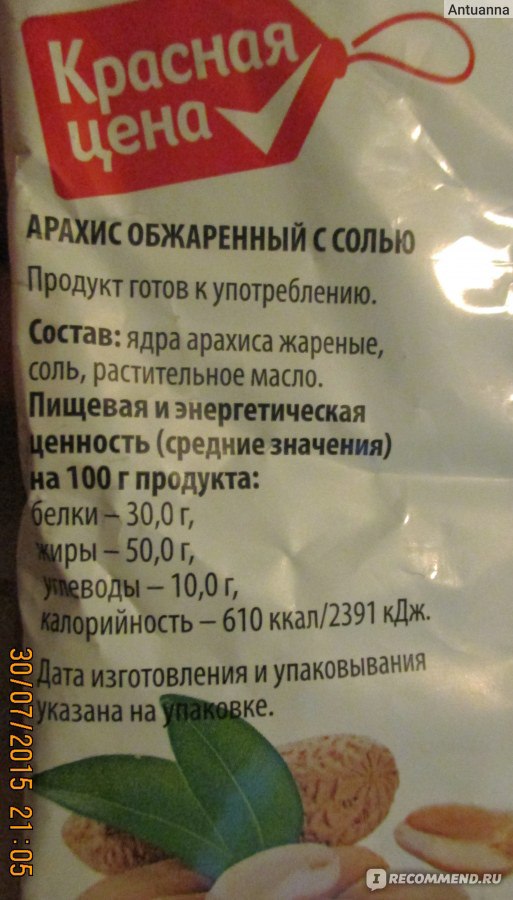 Antuanna
Красная
цена
АРАХИС ОБЖАРЕННЫЙ С СОЛЬЮ
Продукт готов к употреблению.
Состав: ядра арахиса жареные,
соль, растительное масло.
Пищевая и энергетическая
ценность (средние значения)
на 100 г продукта:
белки – 30,0 г,
жиры – 50,0 г,
углеводы – 10,0 г,
калорийность – 610 ккал/2391 кДж.
Дата изготовления и упаковывания
указана на упаковке.
30/07/2015 21:05
I RECOMMEND.RU